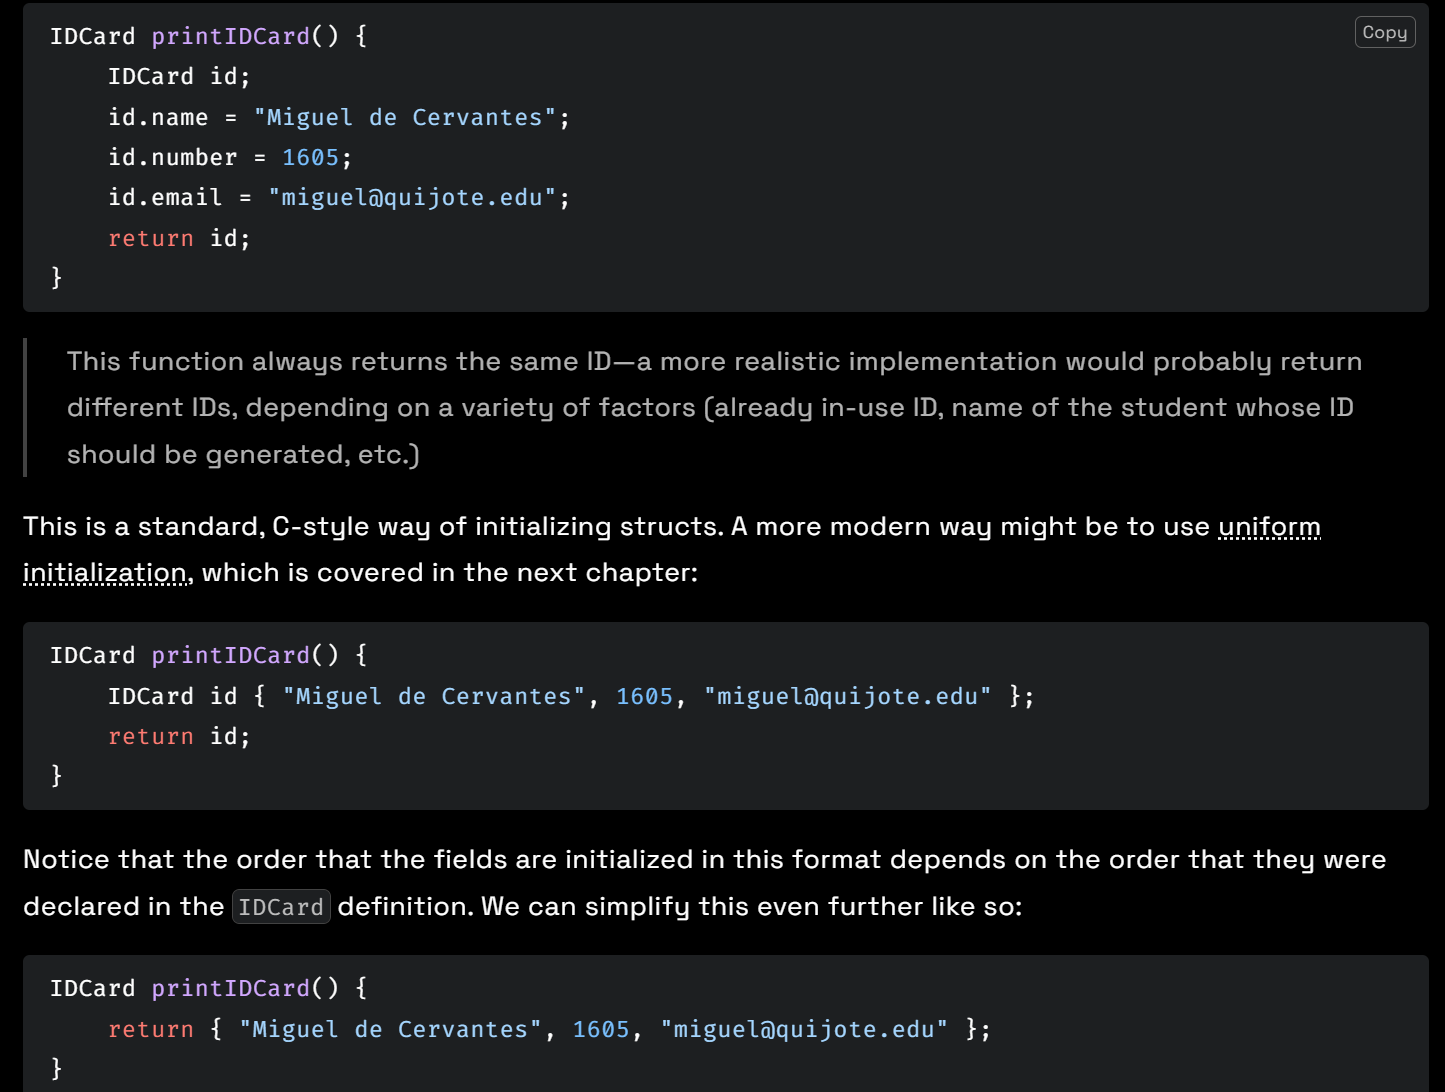 IDCard printIDCard() {
Copy
    IDCard id;
    id.name = "Miguel de Cervantes";
    id.number = 1605;
    id.email = "miguel@quijote.edu";
    return id;
}
This function always returns the same ID—a more realistic implementation would probably return
different IDs, depending on a variety of factors (already in-use ID, name of the student whose ID
should be generated, etc.)
This is a standard, C-style way of initializing structs. A more modern way might be to use uniform
initialization, which is covered in the next chapter:
IDCard printIDCard() {
    IDCard id { "Miguel de Cervantes", 1605, "miguel@quijote.edu" };
    return id;
}
Notice that the order that the fields are initialized in this format depends on the order that they were
declared in the IDCard definition. We can simplify this even further like so:
IDCard printIDCard() {
    return { "Miguel de Cervantes", 1605, "miguel@quijote.edu" };
}